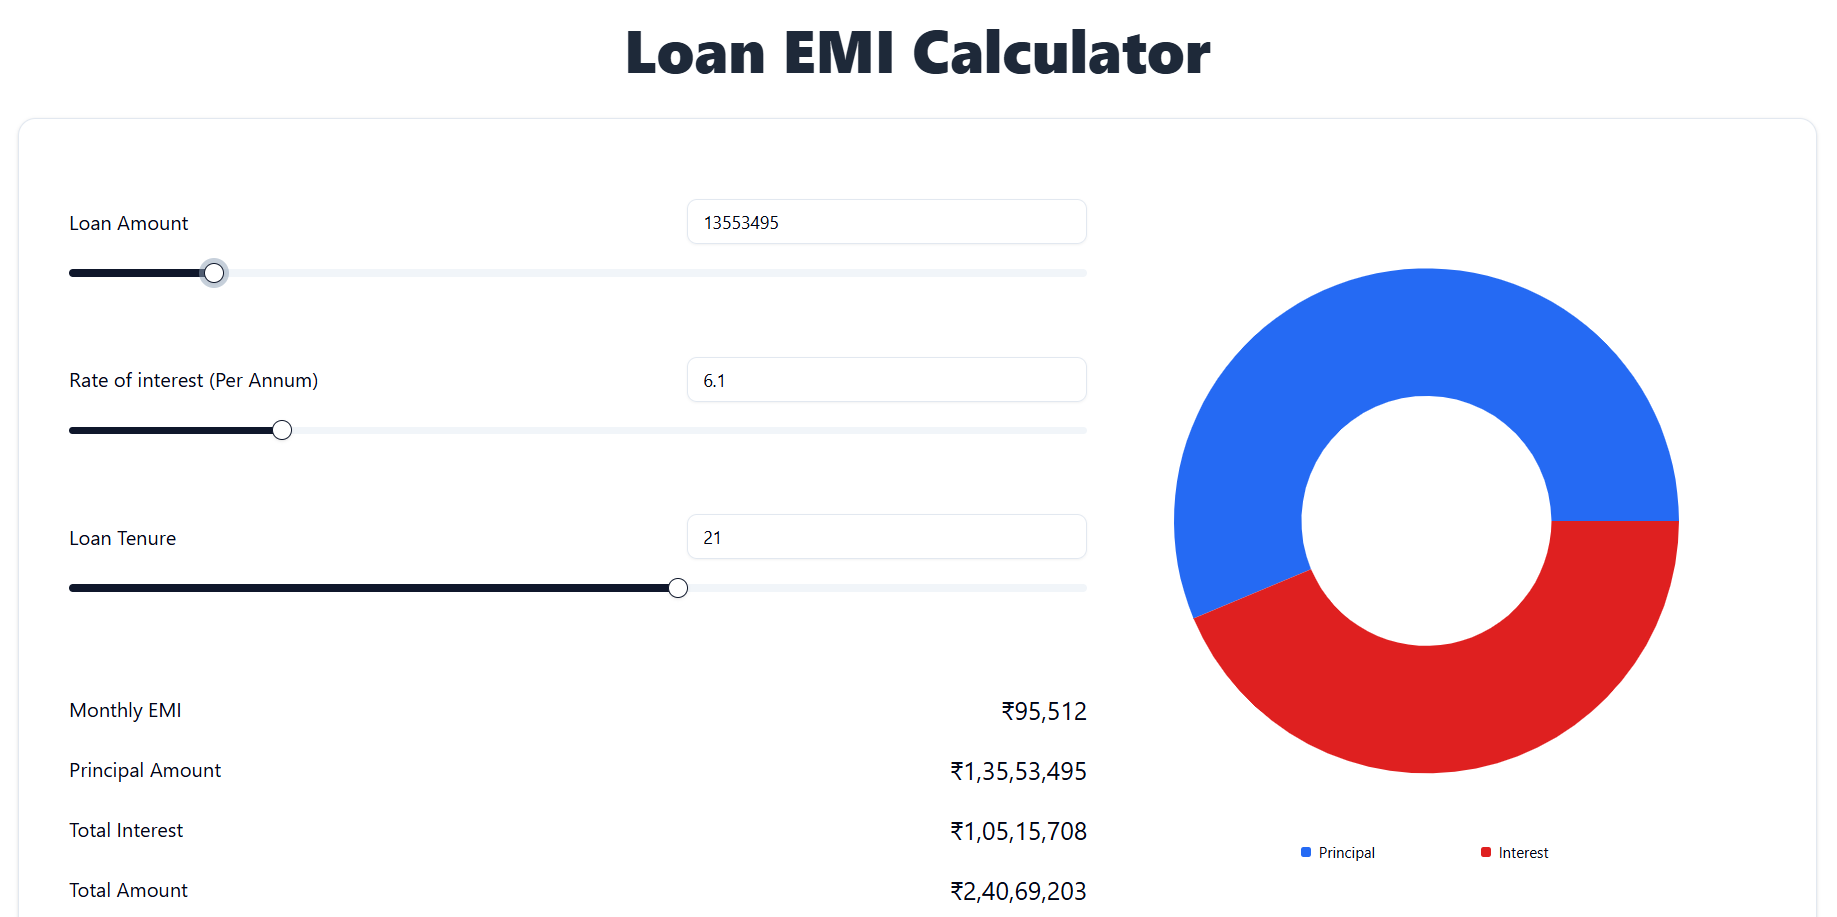 Loan EMI Calculator
Loan Amount
13553495
Rate of interest (Per Annum)
6.1
Loan Tenure
21
Monthly EMI
₹95,512
Principal Amount
₹1,35,53,495
Total Interest
₹1,05,15,708
Total Amount
₹2,40,69,203
Principal
Interest